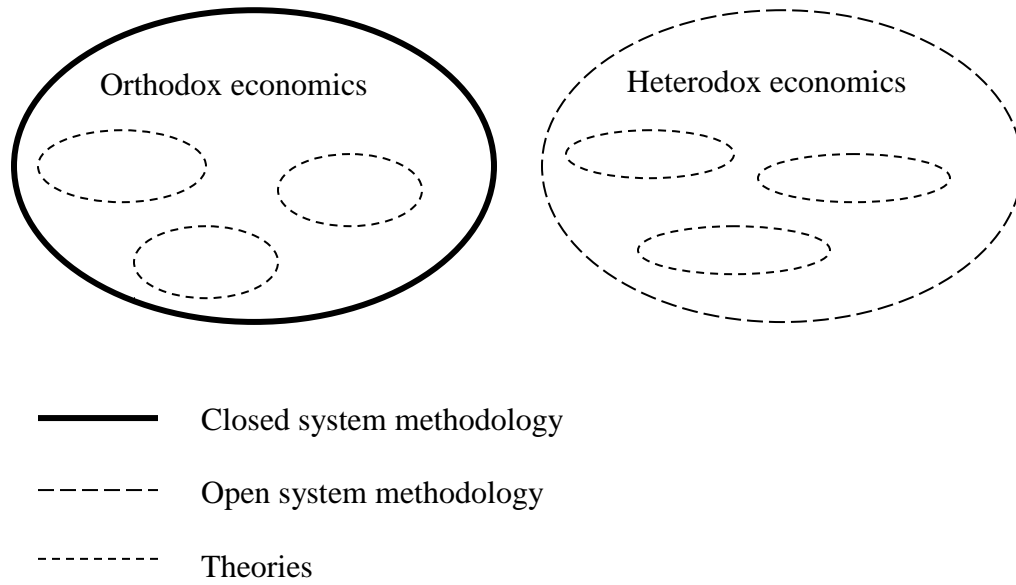 Orthodox economics
Heterodox economics
Closed system methodology
Open system methodology
Theories